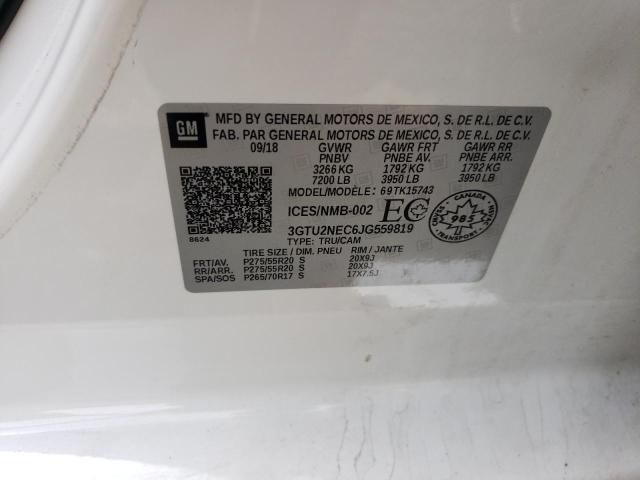 GM
MFD BY GENERAL MOTORS DE MEXICO, S. DE R.L. DE C.V.
FAB. PAR GENERAL MOTORS DE MEXICO, S. DE R.L. DE C.V.
09/18 GVWR GAWR FRT GAWR RR
PNBV PNBE AV. PNBE ARR.
3266 KG 1792 KG 1792 KG
7200 LB 3950 LB 3950 LB
MODEL/MODÈLE: 69TK15743
ICES/NMB-002 EC CANADA 985 TRANSPORT
3GTU2NEC6JG559819
8624 TYPE: TRU/CAM
TIRE SIZE / DIM. PNEU RIM / JANTE
FRT/AV. P275/55R20 S 20X9J
RR/ARR. P275/55R20 S 20X9J
SPA/SOS P265/70R17 S 17X7.5J